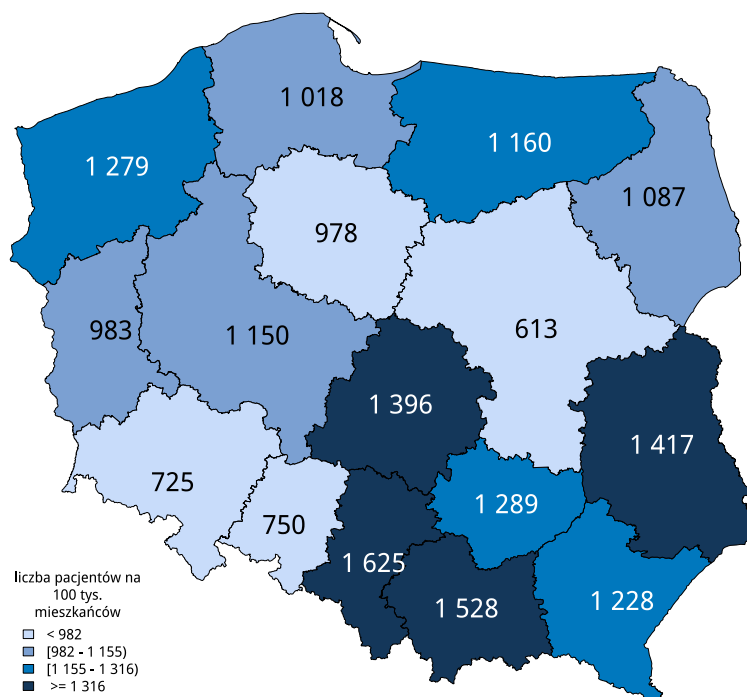 1 018
1 160
1 279
1 087
978
613
983
1 150
1 396
1 417
725
750
1 289
1 625
1 528
1 228
liczba pacjentów na
100 tys.
mieszkańców
< 982
[982 - 1 155)
[1 155 - 1 316)
>= 1 316